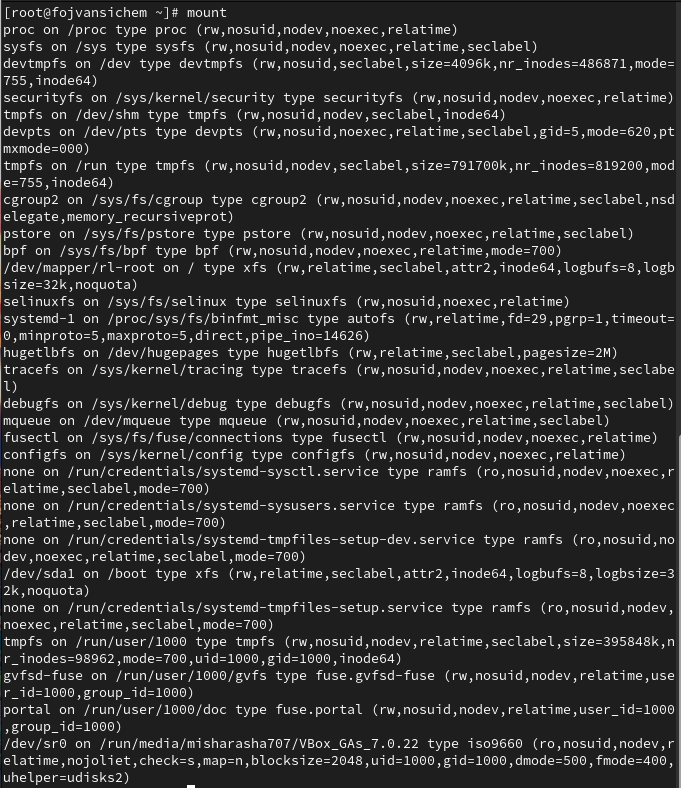 [root@fojvansichem ~]# mount
proc on /proc type proc (rw,nosuid,nodev,noexec,relatime)
sysfs on /sys type sysfs (rw,nosuid,nodev,noexec,relatime,seclabel)
devtmpfs on /dev type devtmpfs (rw,nosuid,seclabel,size=4096k,nr_inodes=486871,mode=
755,inode64)
securityfs on /sys/kernel/security type securityfs (rw,nosuid,nodev,noexec,relatime)
tmpfs on /dev/shm type tmpfs (rw,nosuid,nodev,seclabel,inode64)
devpts on /dev/pts type devpts (rw,nosuid,noexec,relatime,seclabel,gid=5,mode=620,pt
mxmode=000)
tmpfs on /run type tmpfs (rw,nosuid,nodev,seclabel,size=791700k,nr_inodes=819200,mod
e=755,inode64)
cgroup2 on /sys/fs/cgroup type cgroup2 (rw,nosuid,nodev,noexec,relatime,seclabel,nsd
elegate,memory_recursiveprot)
pstore on /sys/fs/pstore type pstore (rw,nosuid,nodev,noexec,relatime,seclabel)
bpf on /sys/fs/bpf type bpf (rw,nosuid,nodev,noexec,relatime,mode=700)
/dev/mapper/rl-root on / type xfs (rw,relatime,seclabel,attr2,inode64,logbufs=8,logb
size=32k,noquota)
selinuxfs on /sys/fs/selinux type selinuxfs (rw,nosuid,noexec,relatime)
systemd-1 on /proc/sys/fs/binfmt_misc type autofs (rw,relatime,fd=29,pgrp=1,timeout=
0,minproto=5,maxproto=5,direct,pipe_ino=14626)
hugetlbfs on /dev/hugepages type hugetlbfs (rw,relatime,seclabel,pagesize=2M)
tracefs on /sys/kernel/tracing type tracefs (rw,nosuid,nodev,noexec,relatime,seclabe
l)
debugfs on /sys/kernel/debug type debugfs (rw,nosuid,nodev,noexec,relatime,seclabel)
mqueue on /dev/mqueue type mqueue (rw,nosuid,nodev,noexec,relatime,seclabel)
fusectl on /sys/fs/fuse/connections type fusectl (rw,nosuid,nodev,noexec,relatime)
configfs on /sys/kernel/config type configfs (rw,nosuid,nodev,noexec,relatime)
none on /run/credentials/systemd-sysctl.service type ramfs (ro,nosuid,nodev,noexec,r
elatime,seclabel,mode=700)
none on /run/credentials/systemd-sysusers.service type ramfs (ro,nosuid,nodev,noexec
,relatime,seclabel,mode=700)
none on /run/credentials/systemd-tmpfiles-setup-dev.service type ramfs (ro,nosuid,no
dev,noexec,relatime,seclabel,mode=700)
/dev/sda1 on /boot type xfs (rw,relatime,seclabel,attr2,inode64,logbufs=8,logbsize=3
2k,noquota)
none on /run/credentials/systemd-tmpfiles-setup.service type ramfs (ro,nosuid,nodev,
noexec,relatime,seclabel,mode=700)
tmpfs on /run/user/1000 type tmpfs (rw,nosuid,nodev,relatime,seclabel,size=395848k,n
r_inodes=98962,mode=700,uid=1000,gid=1000,inode64)
gvfsd-fuse on /run/user/1000/gvfs type fuse.gvfsd-fuse (rw,nosuid,nodev,relatime,use
r_id=1000,group_id=1000)
portal on /run/user/1000/doc type fuse.portal (rw,nosuid,nodev,relatime,user_id=1000
,group_id=1000)
/dev/sr0 on /run/media/misharasha707/VBox_GAs_7.0.22 type iso9660 (ro,nosuid,nodev,r
elatime,nojoliet,check=s,map=n,blocksize=2048,uid=1000,gid=1000,dmode=500,fmode=400,
uhelper=udisks2)